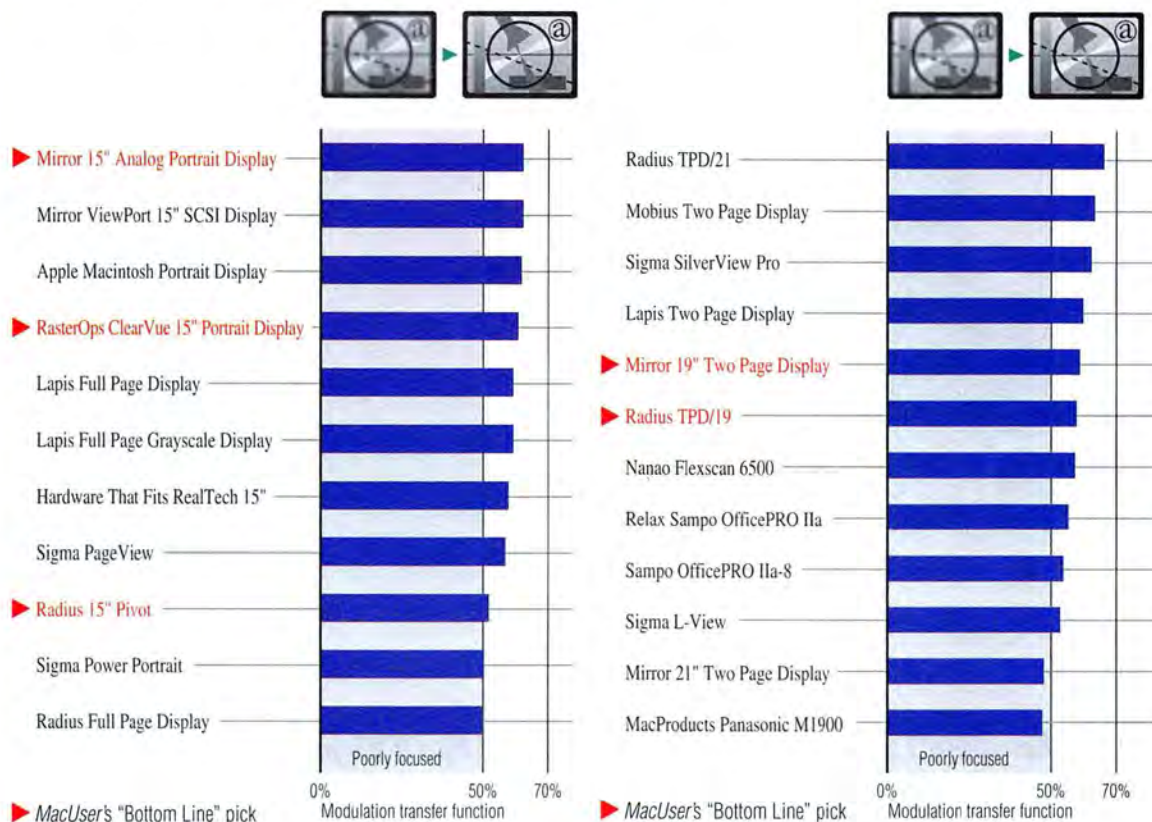 @
@
Mirror 15" Analog Portrait Display
Mirror ViewPort 15" SCSI Display
Apple Macintosh Portrait Display
RasterOps ClearVue 15" Portrait Display
Lapis Full Page Display
Lapis Full Page Grayscale Display
Hardware That Fits RealTech 15"
Sigma PageView
Radius 15" Pivot
Sigma Power Portrait
Radius Full Page Display
Poorly focused
0%
50%
70%
MacUser's "Bottom Line" pick
Modulation transfer function
@
@
Radius TPD/21
Mobius Two Page Display
Sigma SilverView Pro
Lapis Two Page Display
Mirror 19" Two Page Display
Radius TPD/19
Nanao Flexscan 6500
Relax Sampo OfficePRO IIa
Sampo OfficePRO IIa-8
Sigma L-View
Mirror 21" Two Page Display
MacProducts Panasonic M1900
Poorly focused
0%
50%
70%
MacUser's "Bottom Line" pick
Modulation transfer function